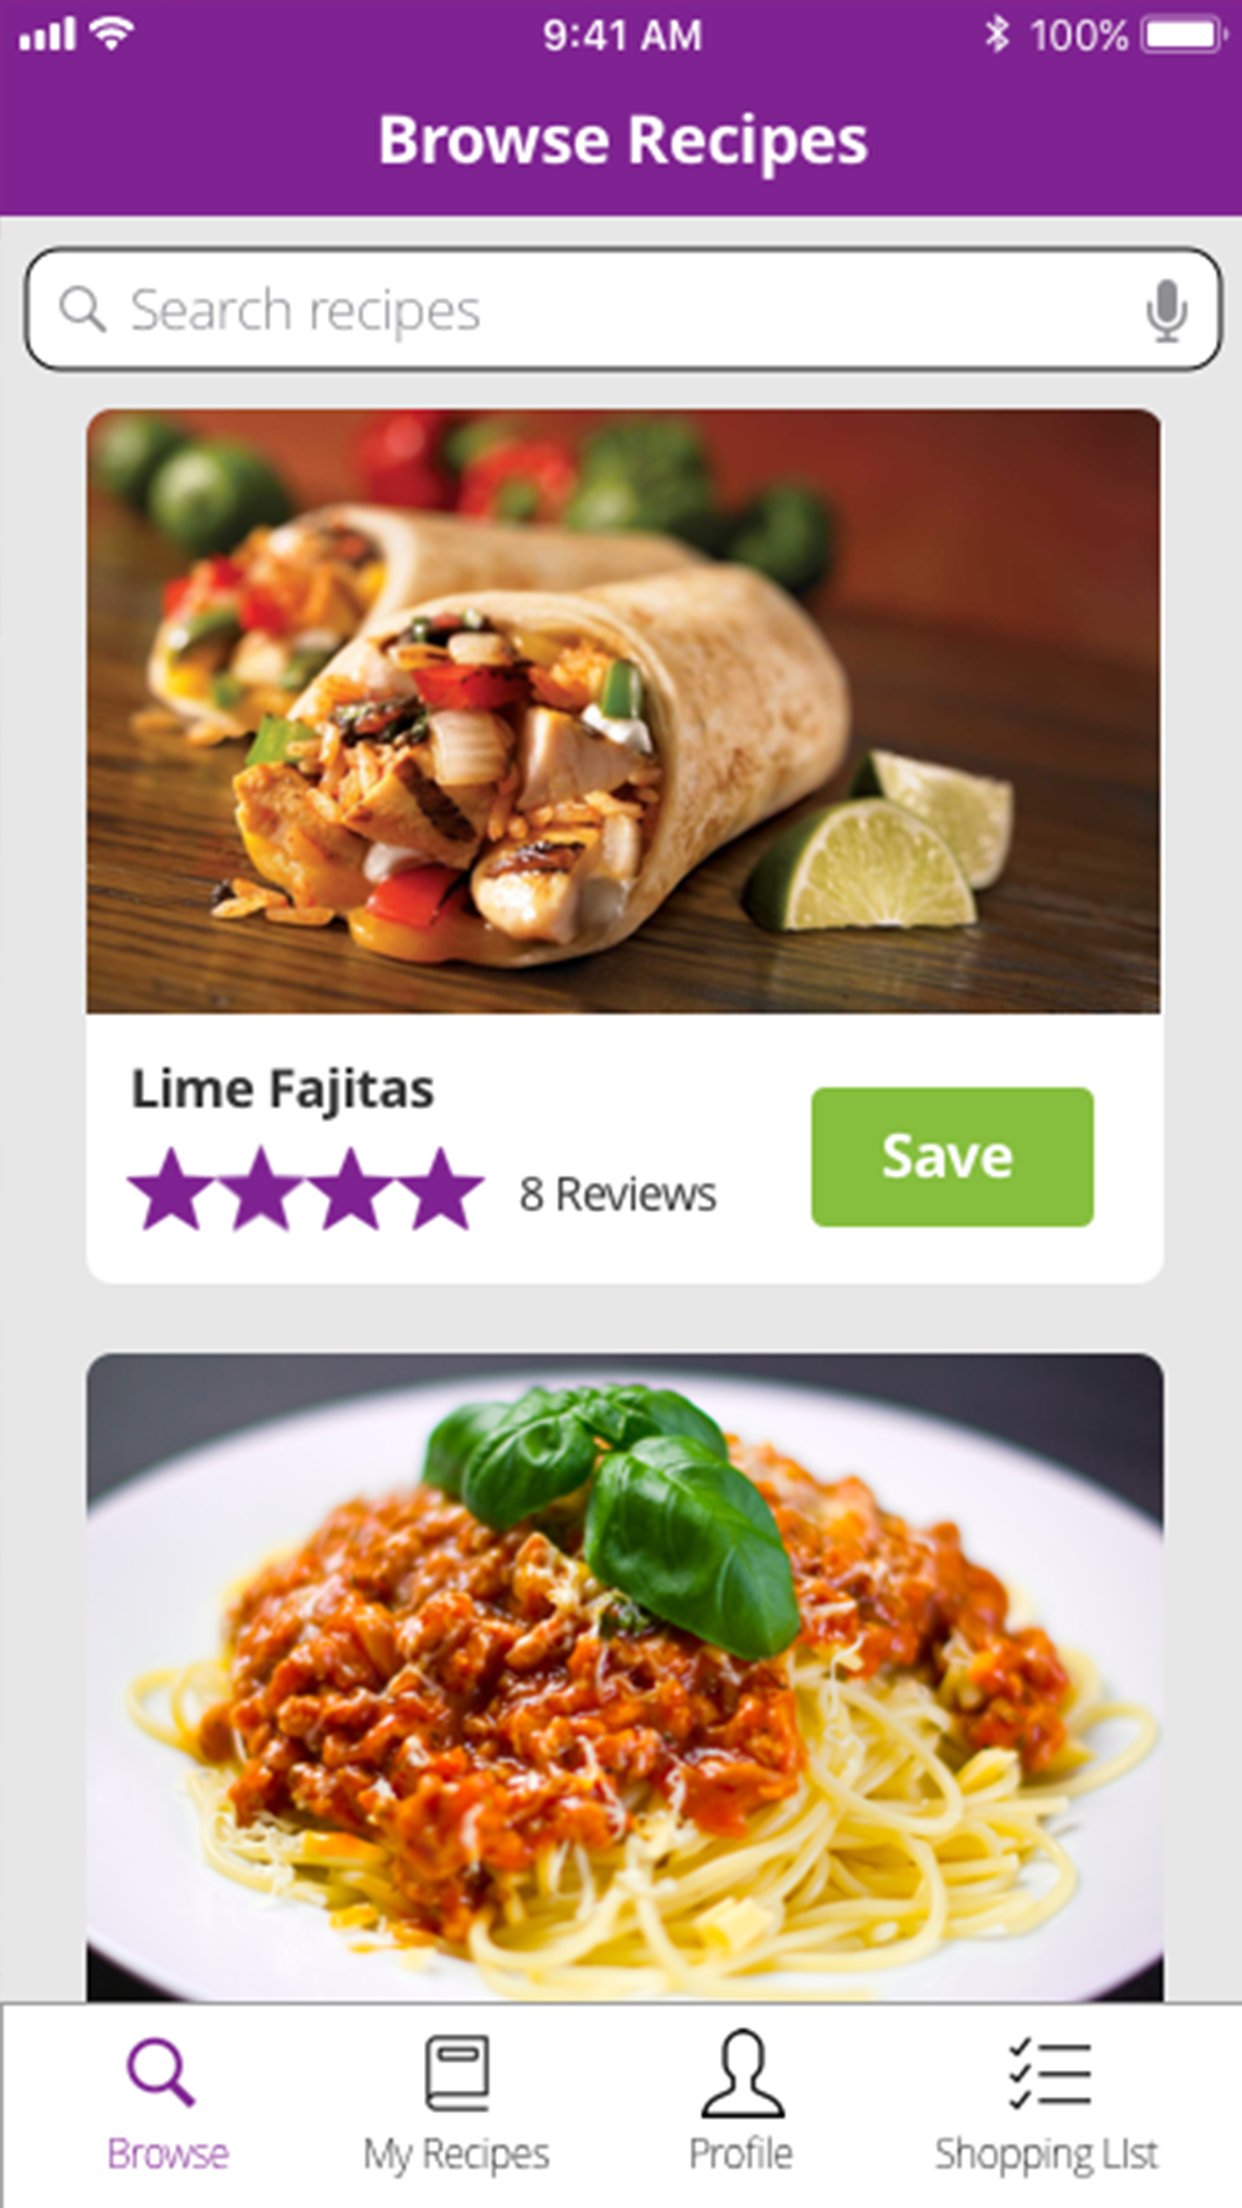 9:41 AM 100%
Browse Recipes
Search recipes
Lime Fajitas
8 Reviews
Save
Browse My Recipes Profile Shopping LIst